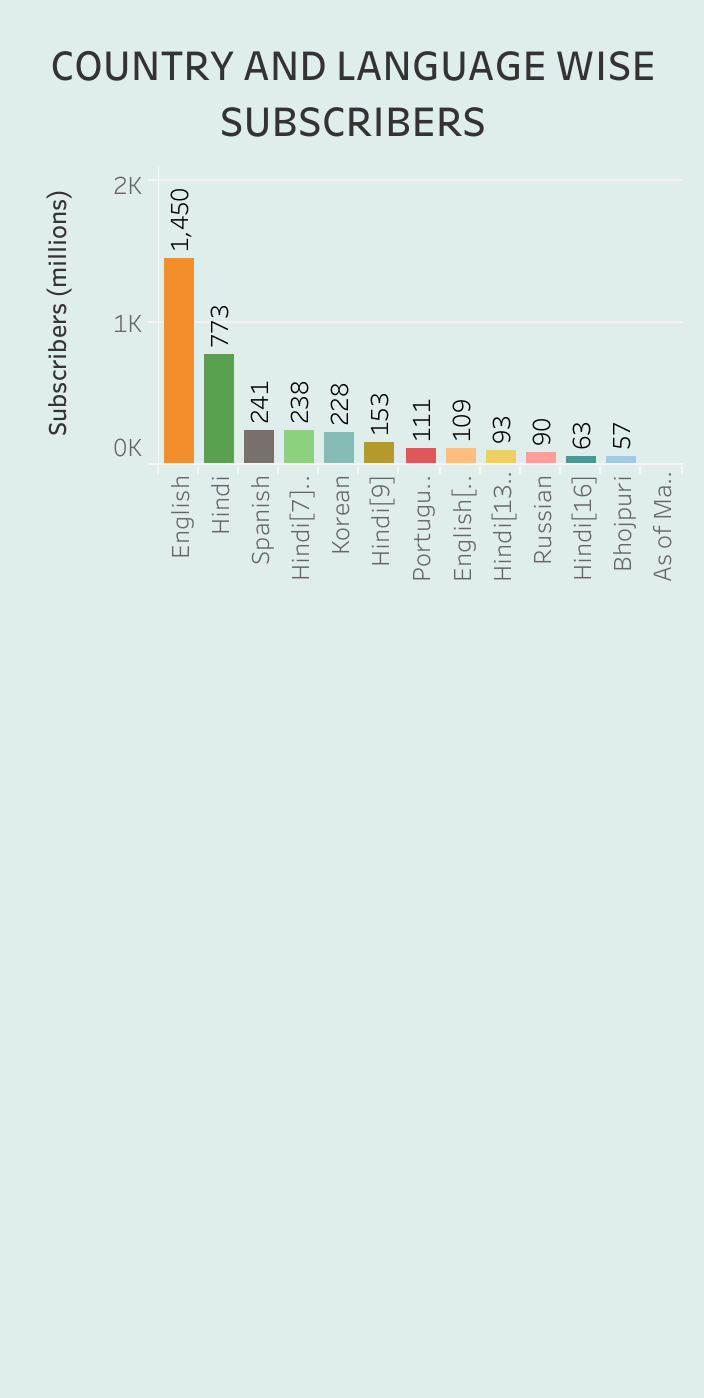 COUNTRY AND LANGUAGE WISE
SUBSCRIBERS
Subscribers (millions)
2K
1K
0K
1,450
773
241
238
228
153
111
109
93
90
63
57
English
Hindi
Spanish
Hindi[7]..
Korean
Hindi[9]
Portugu..
English[..
Hindi[13..
Russian
Hindi[16]
Bhojpuri
As of Ma..